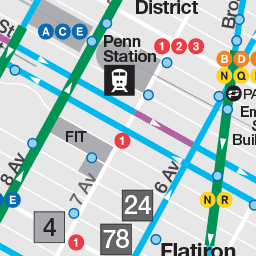 District
Bro
A C E
Penn
Station
1 2 3
St
St
B D
N Q
PA
Em
S
Buil
FIT
1
8 Av
E
7 Av
6 Av
N R
24
4
78
1
Flatiron